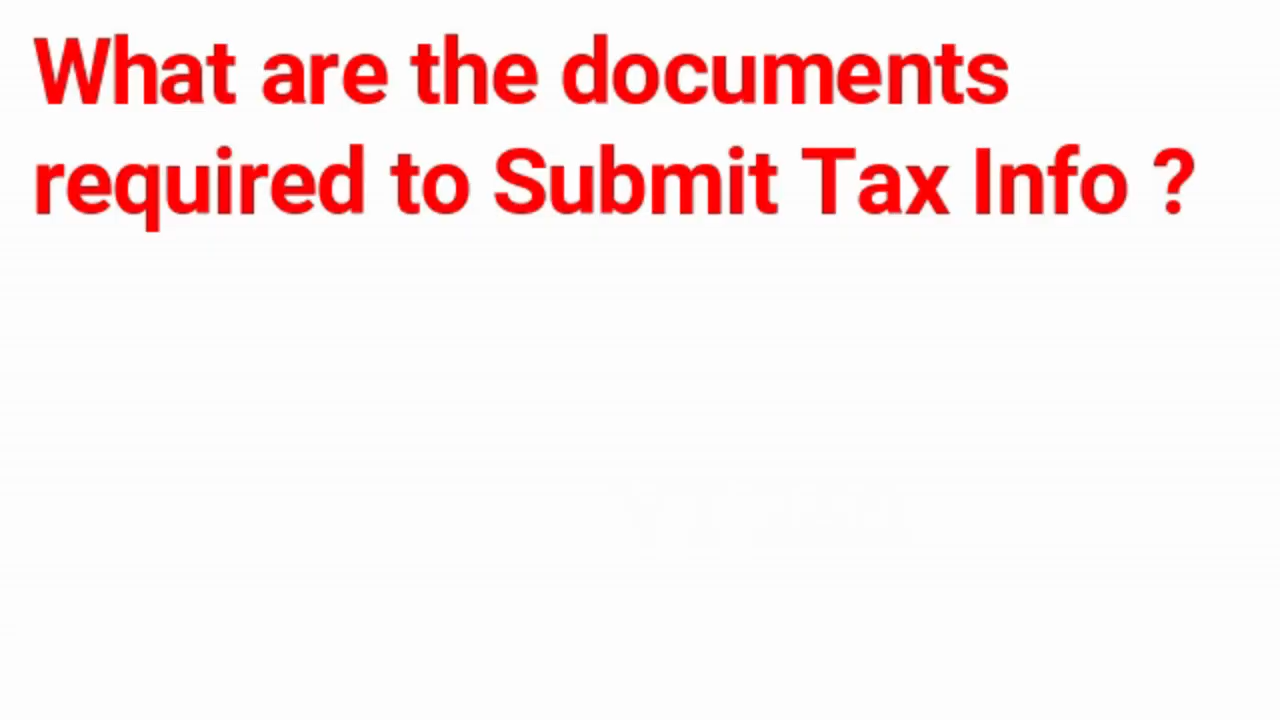 What are the documents
required to Submit Tax Info ?